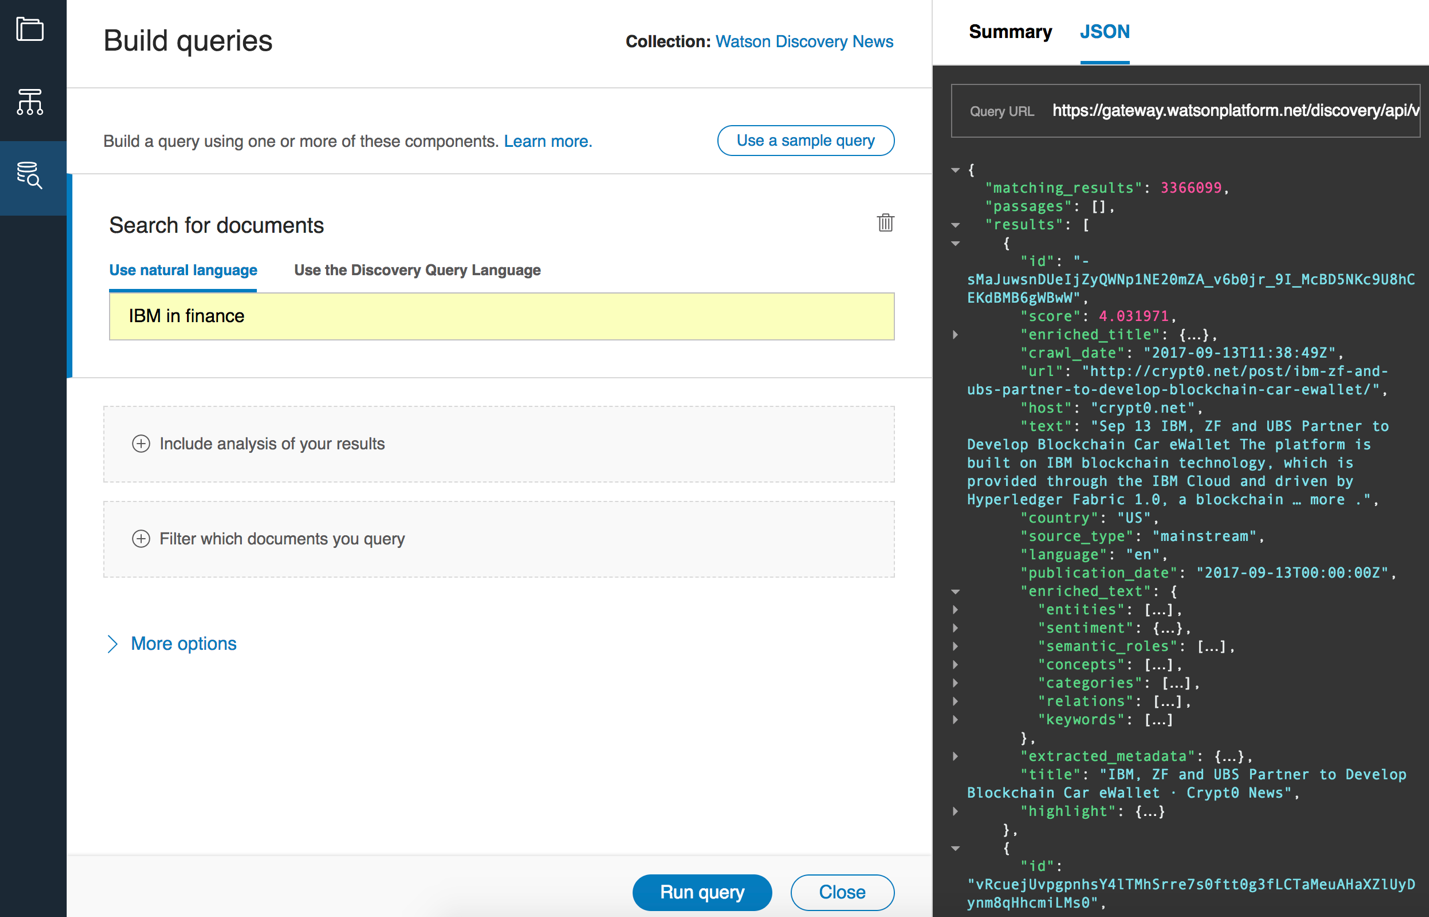 Build queries
Collection: Watson Discovery News
Build a query using one or more of these components. Learn more.
Use a sample query
Search for documents
Use natural language
Use the Discovery Query Language
IBM in finance
Include analysis of your results
Filter which documents you query
More options
Run query
Close
Summary
JSON
Query URL https://gateway.watsonplatform.net/discovery/api/v
{
"matching_results": 3366099,
"passages": [],
"results": [
{
"id": "-
sMaJuwsnDUeIjZyQWNp1NE20mZA_v6b0jr_9I_McBD5NKc9U8hC
EKdBMB6gWBwW",
"score": 4.031971,
"enriched_title": {...},
"crawl_date": "2017-09-13T11:38:49Z",
"url": "http://crypt0.net/post/ibm-zf-and-
ubs-partner-to-develop-blockchain-car-ewallet/",
"host": "crypt0.net",
"text": "Sep 13 IBM, ZF and UBS Partner to
Develop Blockchain Car eWallet The platform is
built on IBM blockchain technology, which is
provided through the IBM Cloud and driven by
Hyperledger Fabric 1.0, a blockchain … more .",
"country": "US",
"source_type": "mainstream",
"language": "en",
"publication_date": "2017-09-13T00:00:00Z",
"enriched_text": {
"entities": [...],
"sentiment": {...},
"semantic_roles": [...],
"concepts": [...],
"categories": [...],
"relations": [...],
"keywords": [...]
},
"extracted_metadata": {...},
"title": "IBM, ZF and UBS Partner to Develop
Blockchain Car eWallet · Crypt0 News",
"highlight": {...}
},
{
"id":
"vRcuejUvpgpnhsY4lTMhSrre7s0ftt0g3fLCTaMeuAHaXZlUyD
ynm8qHhcmiLMs0",